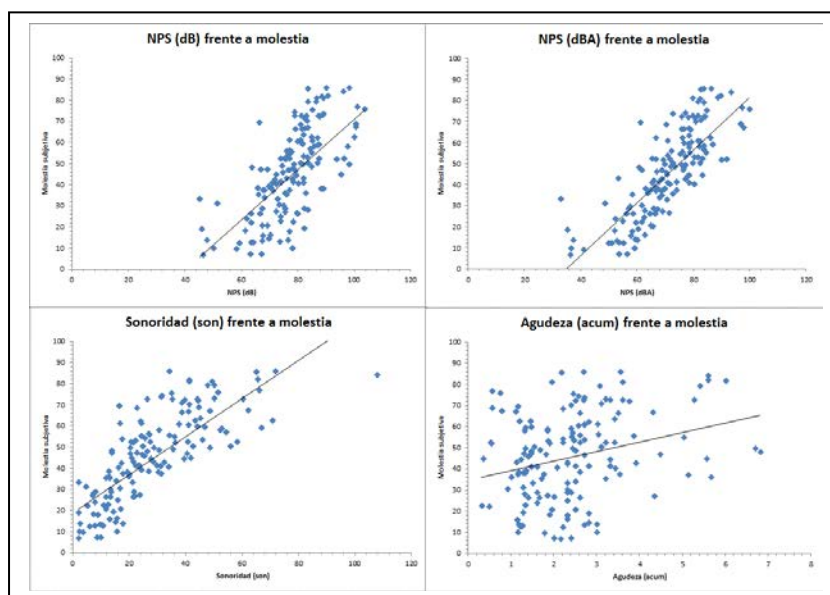 NPS (dB) frente a molestia
100
90
80
70
60
50
40
30
20
10
0
Molestia subjetiva
0 20 40 60 80 100 120
NPS (dB)
NPS (dBA) frente a molestia
100
90
80
70
60
50
40
30
20
10
0
Molestia subjetiva
0 20 40 60 80 100 120
NPS (dBA)
Sonoridad (son) frente a molestia
100
90
80
70
60
50
40
30
20
10
0
Molestia subjetiva
0 20 40 60 80 100 120
Sonoridad (son)
Agudeza (acum) frente a molestia
100
90
80
70
60
50
40
30
20
10
0
Molestia subjetiva
0 1 2 3 4 5 6 7 8
Agudeza (acum)